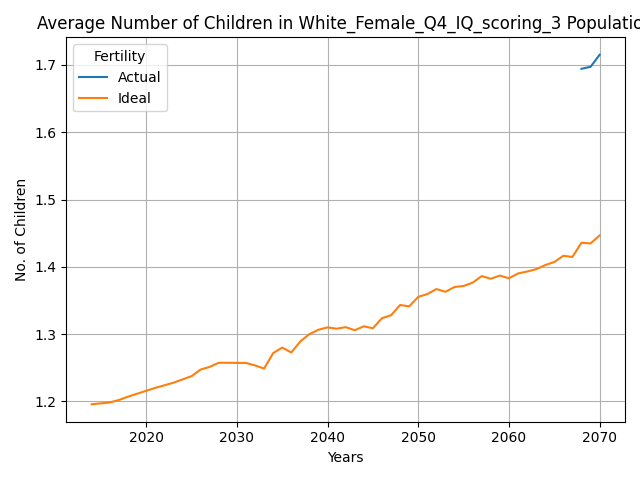 Average Number of Children in White_Female_Q4_IQ_scoring_3 Populatio
Fertility
Actual
Ideal
No. of Children
1.7
1.6
1.5
1.4
1.3
1.2
2020 2030 2040 2050 2060 2070
Years